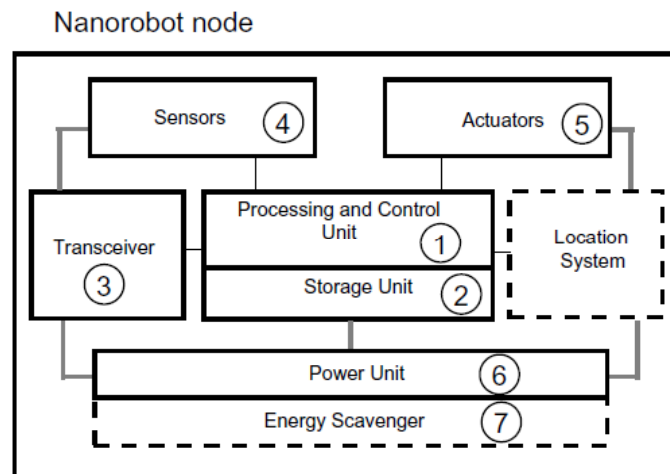 Nanorobot node
Sensors
4
Actuators
5
Transceiver
3
Processing and Control
Unit
1
Storage Unit
2
Location
System
Power Unit
6
Energy Scavenger
7